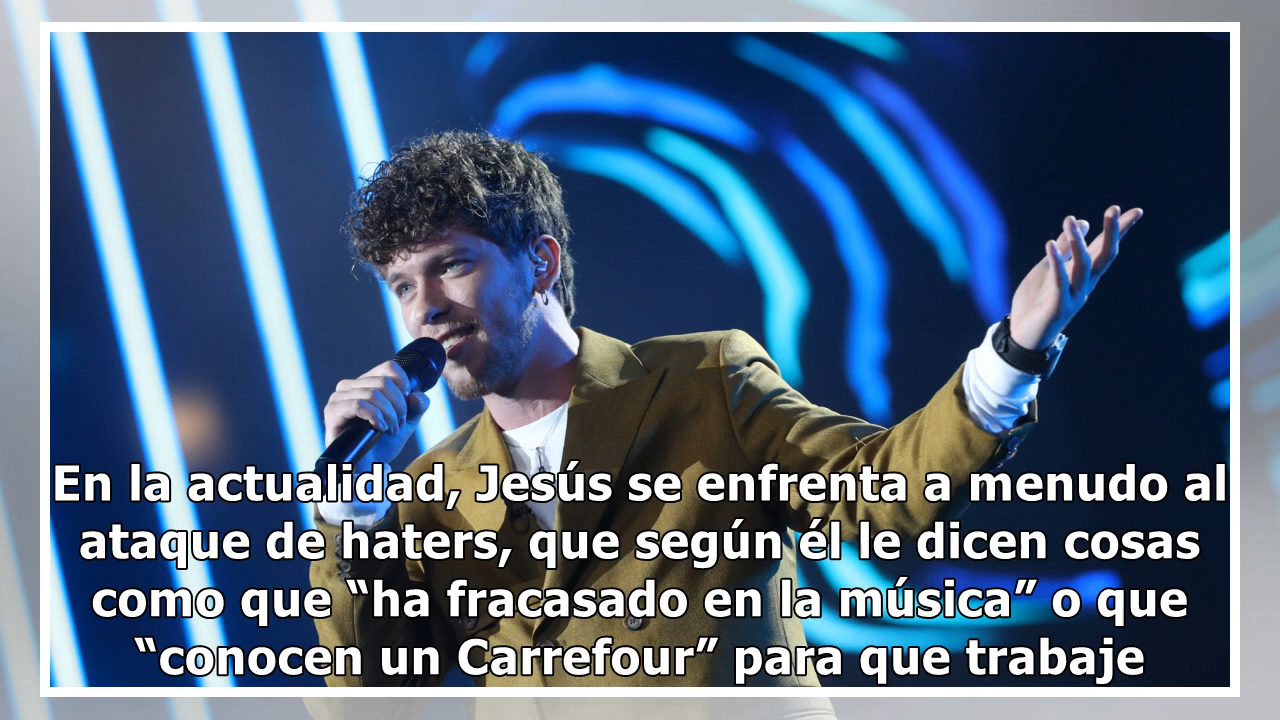 En la actualidad, Jesús se enfrenta a menudo al
ataque de haters, que según él le dicen cosas
como que “ha fracasado en la música” o que
“conocen un Carrefour” para que trabaje